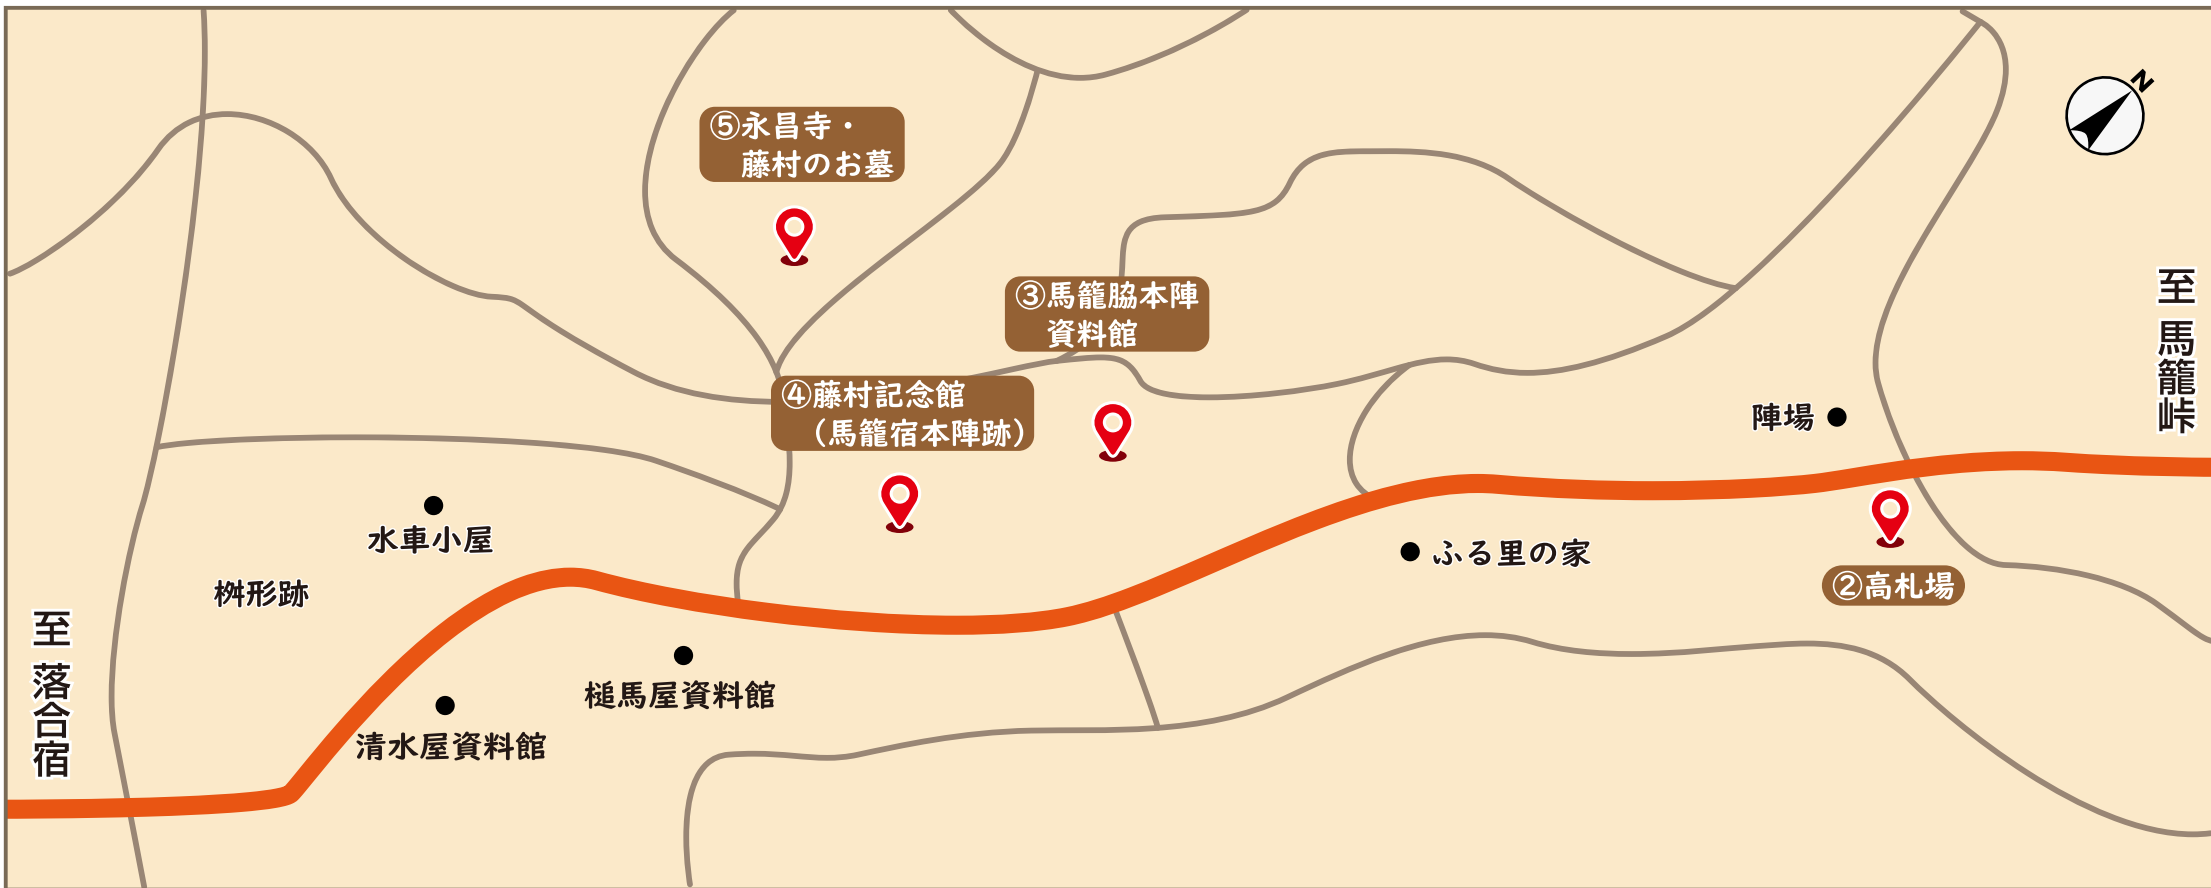 N
⑤永昌寺・
藤村のお墓
③馬籠脇本陣
資料館
至 馬籠峠
④藤村記念館
（馬籠宿本陣跡）
陣場
水車小屋
ふる里の家
②高札場
桝形跡
至 落合宿
槌馬屋資料館
清水屋資料館